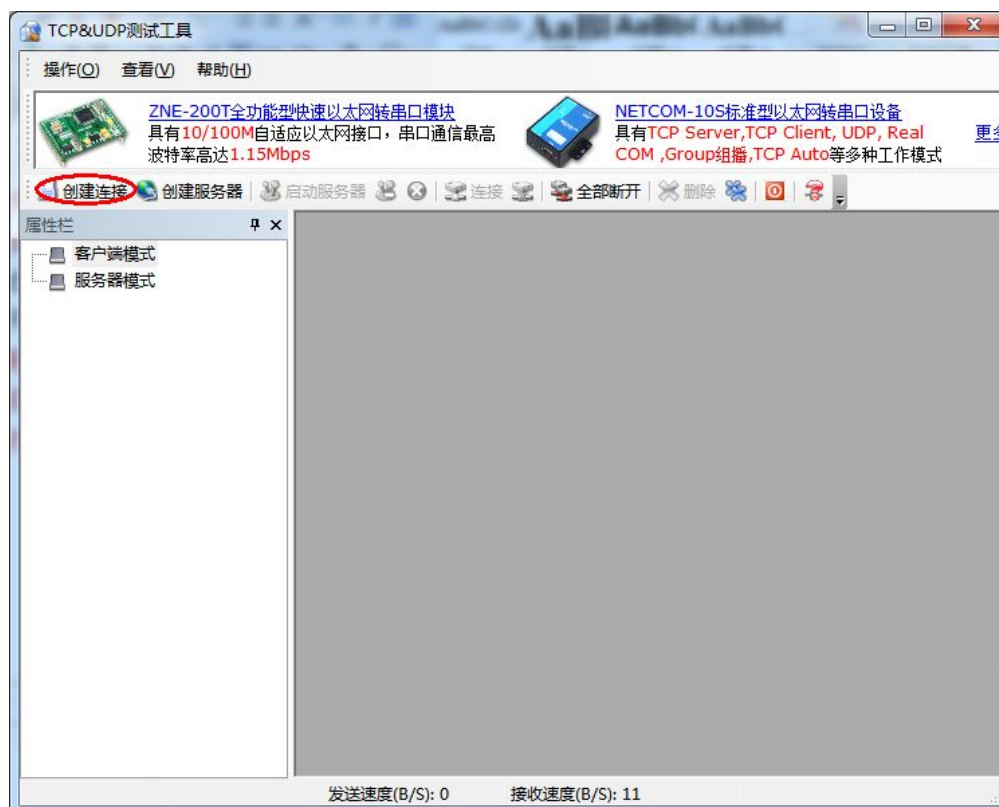 TCP&UDP测试工具
操作(O) 查看(V) 帮助(H)
ZNE-200T全功能型快速以太网转串口模块
具有10/100M自适应以太网接口，串口通信最高
波特率高达1.15Mbps
NETCOM-10S标准型以太网转串口设备
具有TCP Server,TCP Client, UDP, Real
COM ,Group组播,TCP Auto等多种工作模式
创建连接 创建服务器 启动服务器 连接 全部断开 删除
属性栏
客户端模式
服务器模式
发送速度(B/S): 0 接收速度(B/S): 11